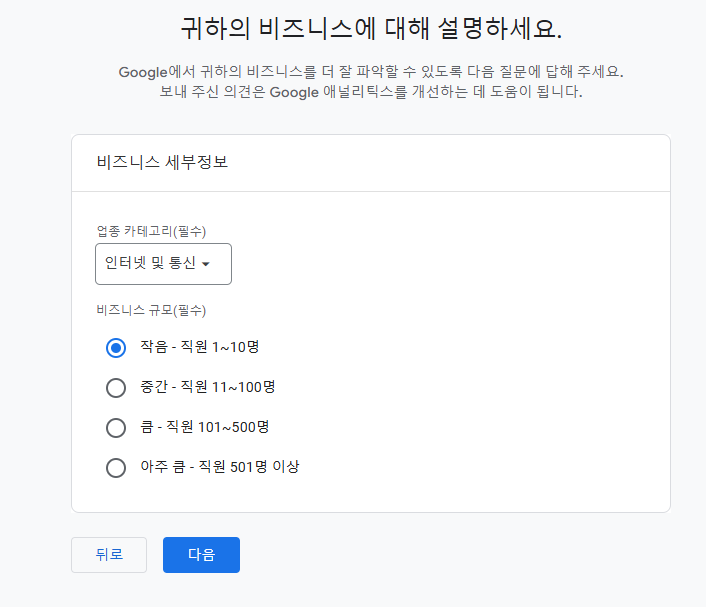 귀하의 비즈니스에 대해 설명하세요.
Google에서 귀하의 비즈니스를 더 잘 파악할 수 있도록 다음 질문에 답해 주세요.
보내 주신 의견은 Google 애널리틱스를 개선하는 데 도움이 됩니다.
비즈니스 세부정보
업종 카테고리(필수)
인터넷 및 통신
비즈니스 규모(필수)
작음 - 직원 1~10명
중간 - 직원 11~100명
큼 - 직원 101~500명
아주 큼 - 직원 501명 이상
뒤로 다음